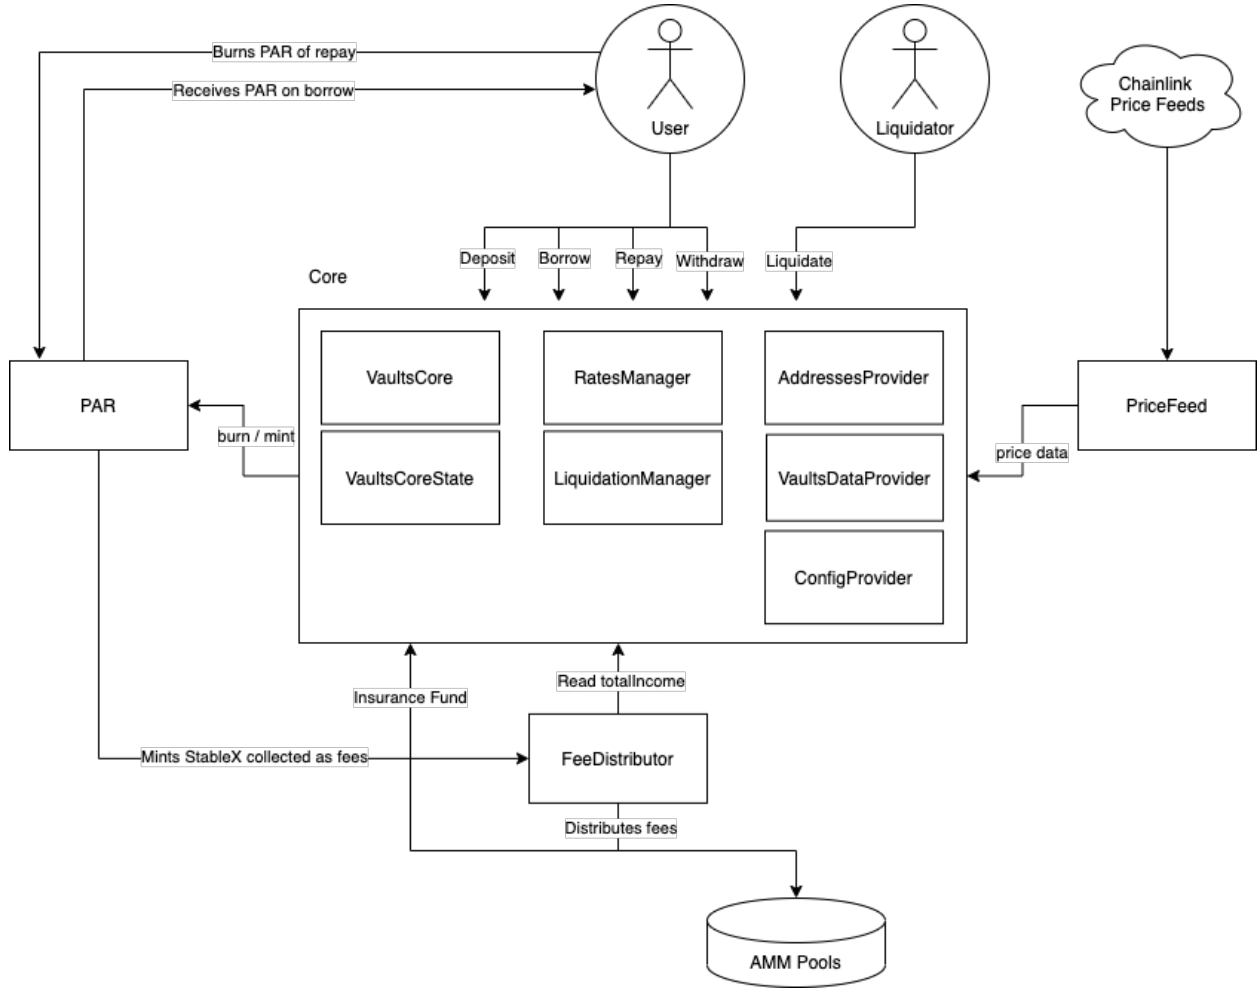 Burns PAR of repay
Receives PAR on borrow
User
Liquidator
Chainlink
Price Feeds
Deposit
Borrow
Repay
Withdraw
Liquidate
Core
VaultsCore
RatesManager
AddressesProvider
PAR
PriceFeed
burn / mint
price data
VaultsCoreState
LiquidationManager
VaultsDataProvider
ConfigProvider
Insurance Fund
Read totalIncome
Mints StableX collected as fees
FeeDistributor
Distributes fees
AMM Pools